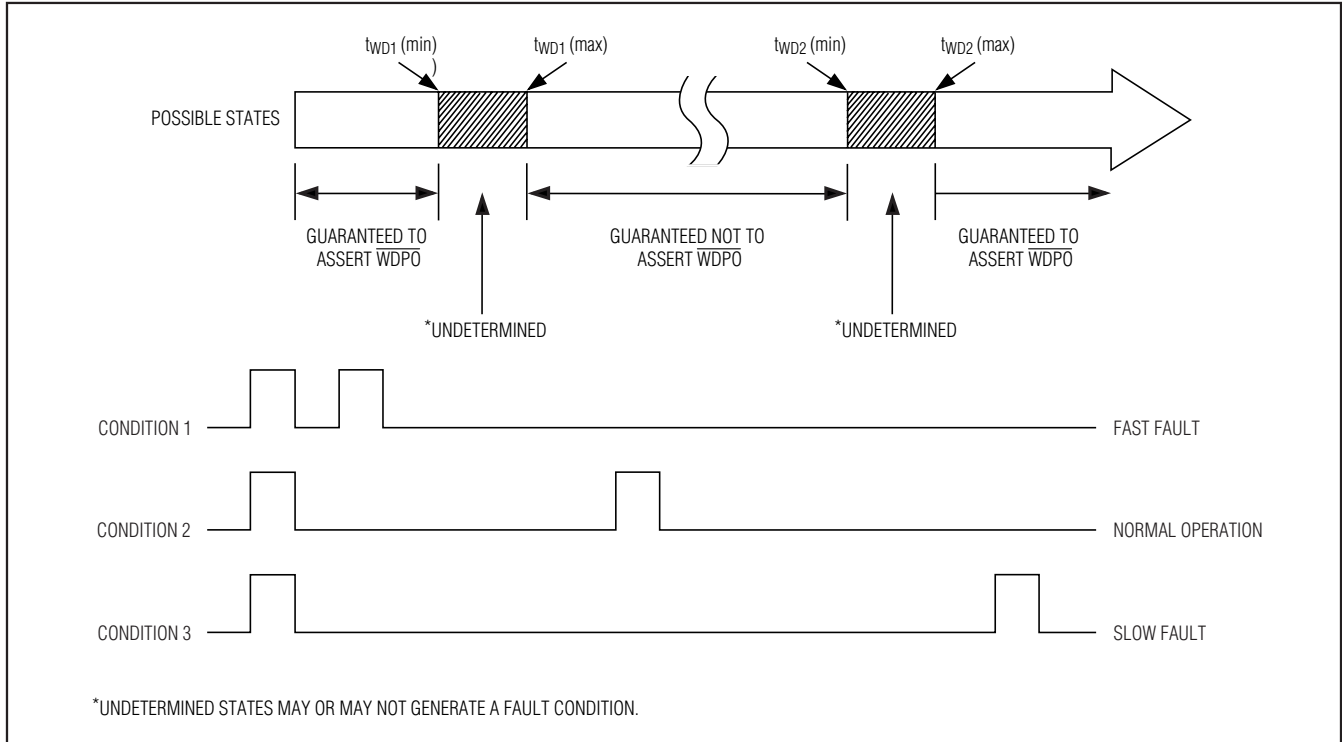 tWD1 (min)
)
tWD1 (max)
tWD2 (min)
tWD2 (max)
POSSIBLE STATES
GUARANTEED TO
ASSERT WDPO
GUARANTEED NOT TO
ASSERT WDPO
GUARANTEED TO
ASSERT WDPO
*UNDETERMINED
*UNDETERMINED
CONDITION 1
FAST FAULT
CONDITION 2
NORMAL OPERATION
CONDITION 3
SLOW FAULT
*UNDETERMINED STATES MAY OR MAY NOT GENERATE A FAULT CONDITION.